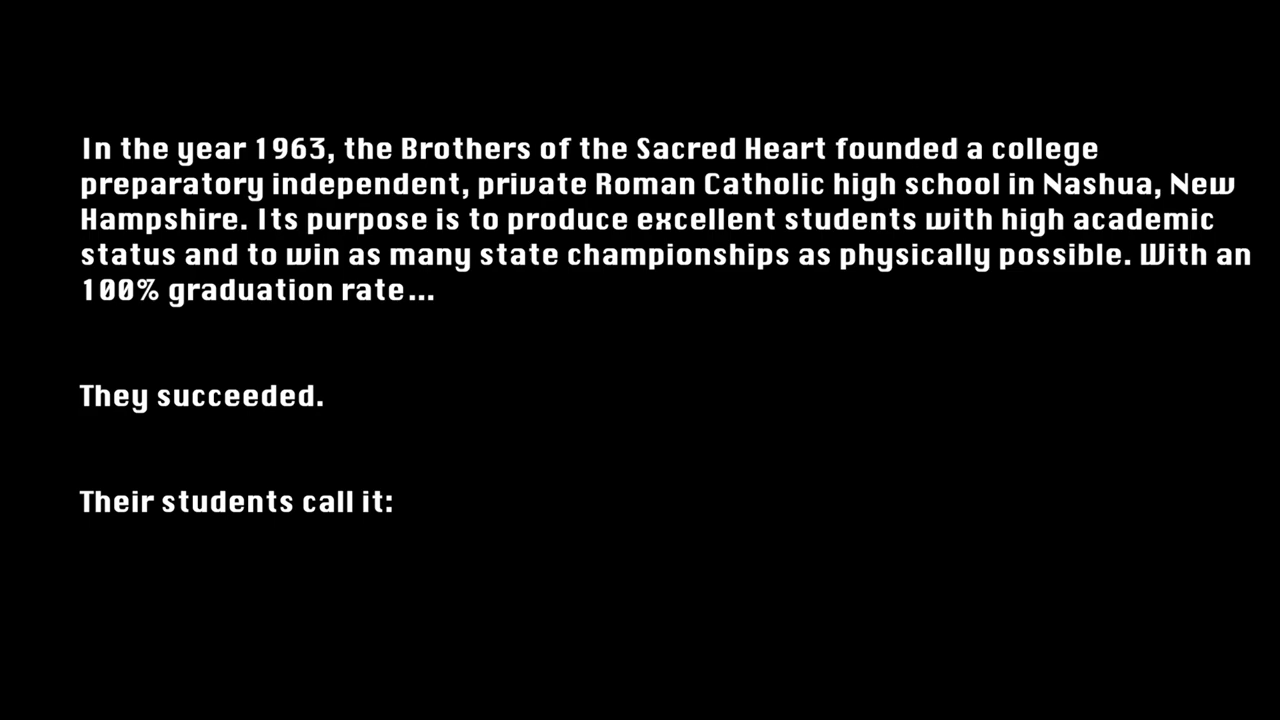 In the year 1963, the Brothers of the Sacred Heart founded a college
preparatory independent, private Roman Catholic high school in Nashua, New
Hampshire. Its purpose is to produce excellent students with high academic
status and to win as many state championships as physically possible. With an
100% graduation rate...
They succeeded.
Their students call it: